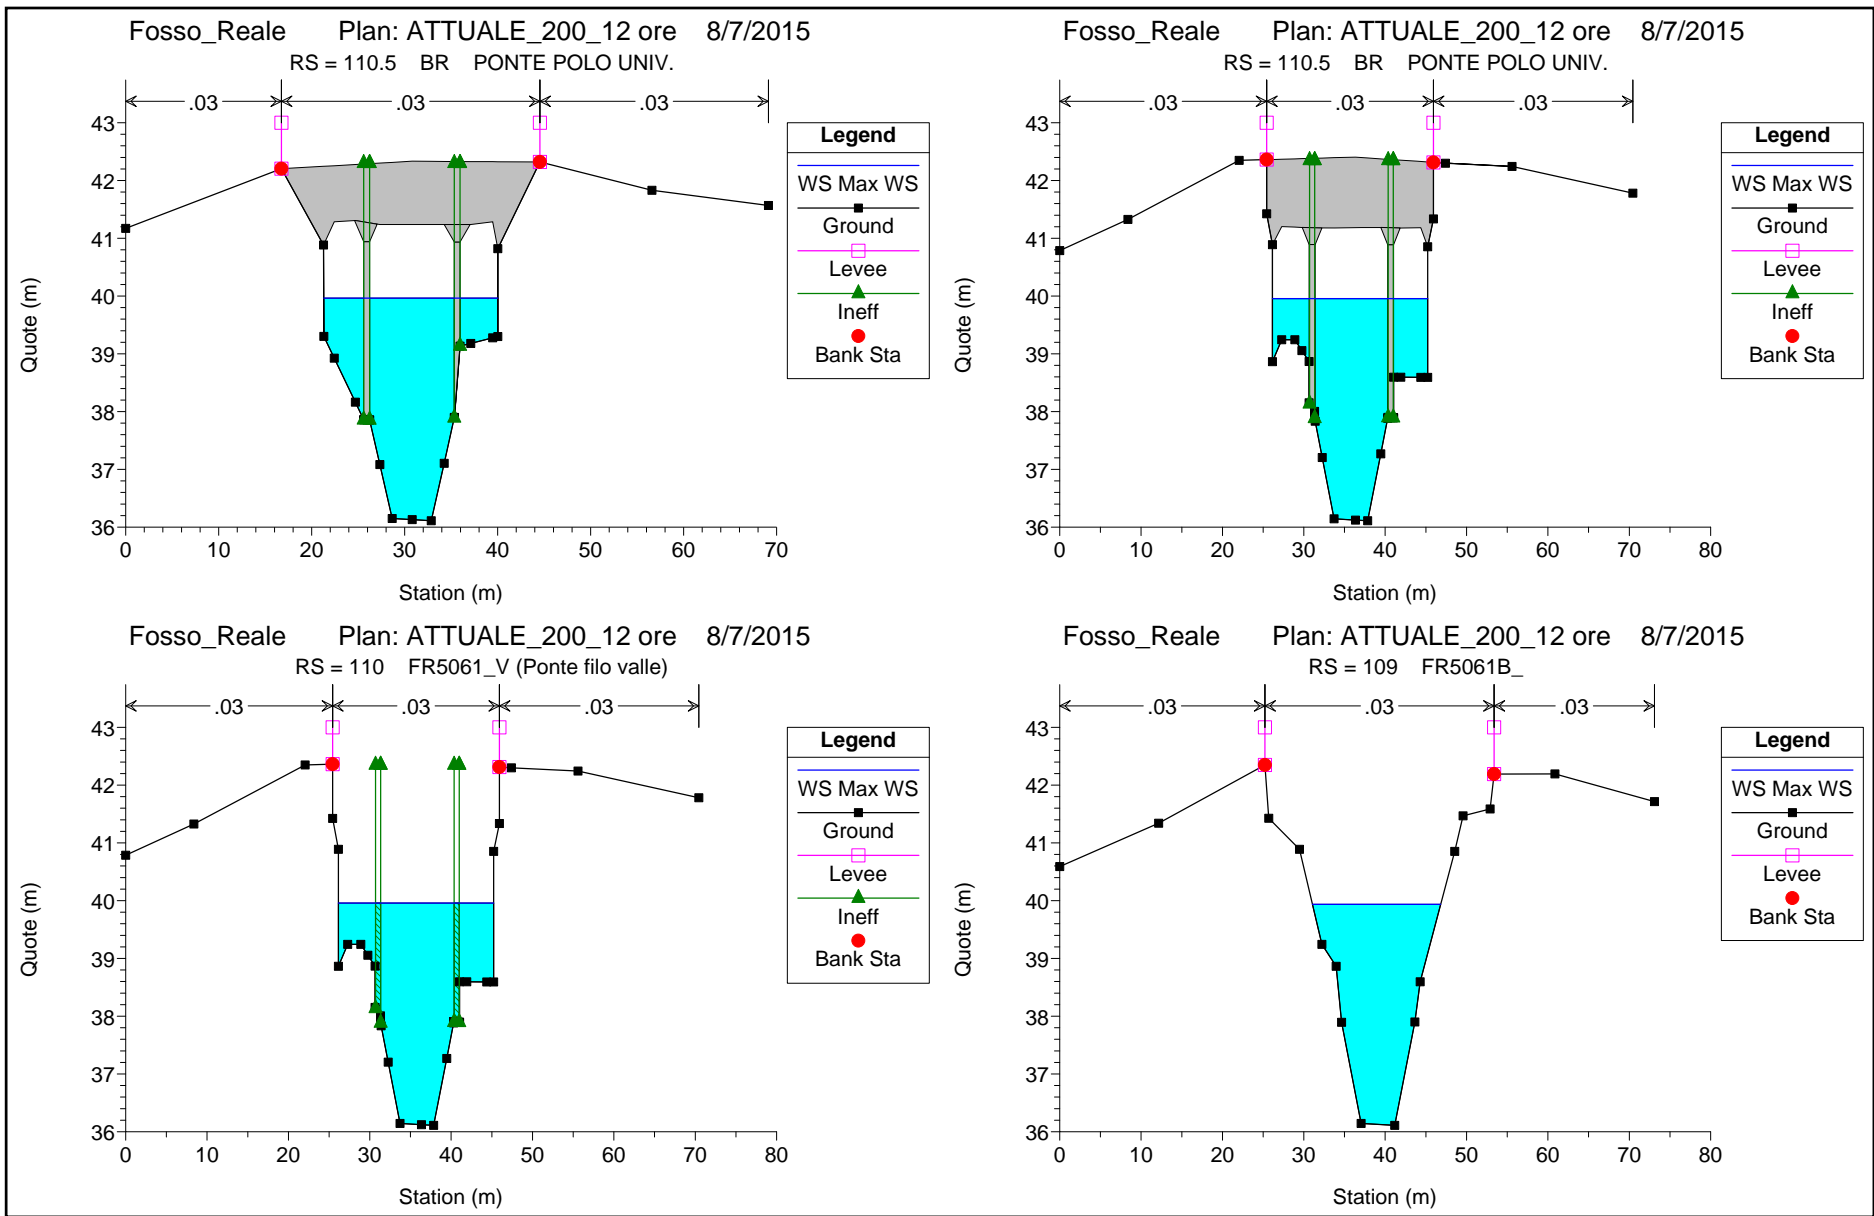 Fosso_Reale Plan: ATTUALE_200_12 ore 8/7/2015
RS = 110.5 BR PONTE POLO UNIV.
.03 .03 .03
43
42
41
40
39
38
37
36
Quote (m)
0 10 20 30 40 50 60 70
Station (m)
Legend
WS Max WS
Ground
Levee
Ineff
Bank Sta
Fosso_Reale Plan: ATTUALE_200_12 ore 8/7/2015
RS = 110.5 BR PONTE POLO UNIV.
.03 .03 .03
43
42
41
40
39
38
37
36
Quote (m)
0 10 20 30 40 50 60 70 80
Station (m)
Legend
WS Max WS
Ground
Levee
Ineff
Bank Sta
Fosso_Reale Plan: ATTUALE_200_12 ore 8/7/2015
RS = 110 FR5061_V (Ponte filo valle)
.03 .03 .03
43
42
41
40
39
38
37
36
Quote (m)
0 10 20 30 40 50 60 70 80
Station (m)
Legend
WS Max WS
Ground
Levee
Ineff
Bank Sta
Fosso_Reale Plan: ATTUALE_200_12 ore 8/7/2015
RS = 109 FR5061B_
.03 .03 .03
43
42
41
40
39
38
37
36
Quote (m)
0 10 20 30 40 50 60 70 80
Station (m)
Legend
WS Max WS
Ground
Levee
Bank Sta